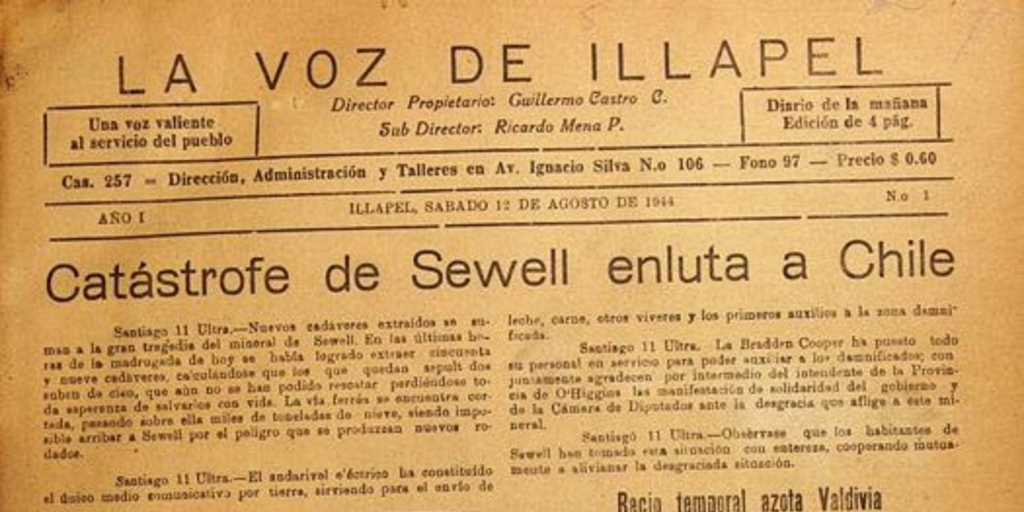 LA VOZ DE ILLAPEL
Una voz valiente
al servicio del pueblo
Director Propietario: Guillermo Castro C.
Sub Director: Ricardo Mena P.
Diario de la mañana
Edición de 4 pág.
Cas. 257 = Dirección, Administración y Talleres en Av. Ignacio Silva N.o 106 — Fono 97 — Precio $ 0.60
AÑO I
ILLAPEL, SABADO 12 DE AGOSTO DE 1944
N.o 1
Catástrofe de Sewell enluta a Chile
Santiago 11 Ultra.—Nuevos cadáveres extraídos se su-
man a la gran tragedia del mineral de Sewell. En las últimas ho-
ras de la madrugada de hoy se había logrado extraer cincuenta
y nueve cadáveres, calculándose que los que quedan sepultados
suben de cien, que aún no se han podido rescatar perdiéndose to-
da esperanza de salvarlos con vida. La vía ferrea se encuentra cor-
tada, pesando sobre ella miles de toneladas de nieve, siendo impo-
sible arribar a Sewell por el peligro que se produzcan nuevos ro-
dados.
Santiago 11 Ultra.—El andarivel eléctrico ha constituído
el único medio comunicativo por tierra, sirviendo para el envío de
leche, carne, otros víveres y los primeros auxilios a la zona damni-
ficada.
Santiago 11 Ultra. La Bradden Cooper ha puesto todo
su personal en servicio para poder auxiliar a los damnificados; con
juntamente agradecen por intermedio del intendente de la Provin-
cia de O'Higgins las manifestación de solidaridad del gobierno y
de la Cámara de Diputados ante la desgracia que aflige a este mi-
neral.
Santiagó 11 Ultra.—Obsérvase que los habitantes de
Sewell han tomado esta situación con entereza, cooperando mutua-
mente a alivianar la desgraciada situación.
Recio temporal azota Valdivia